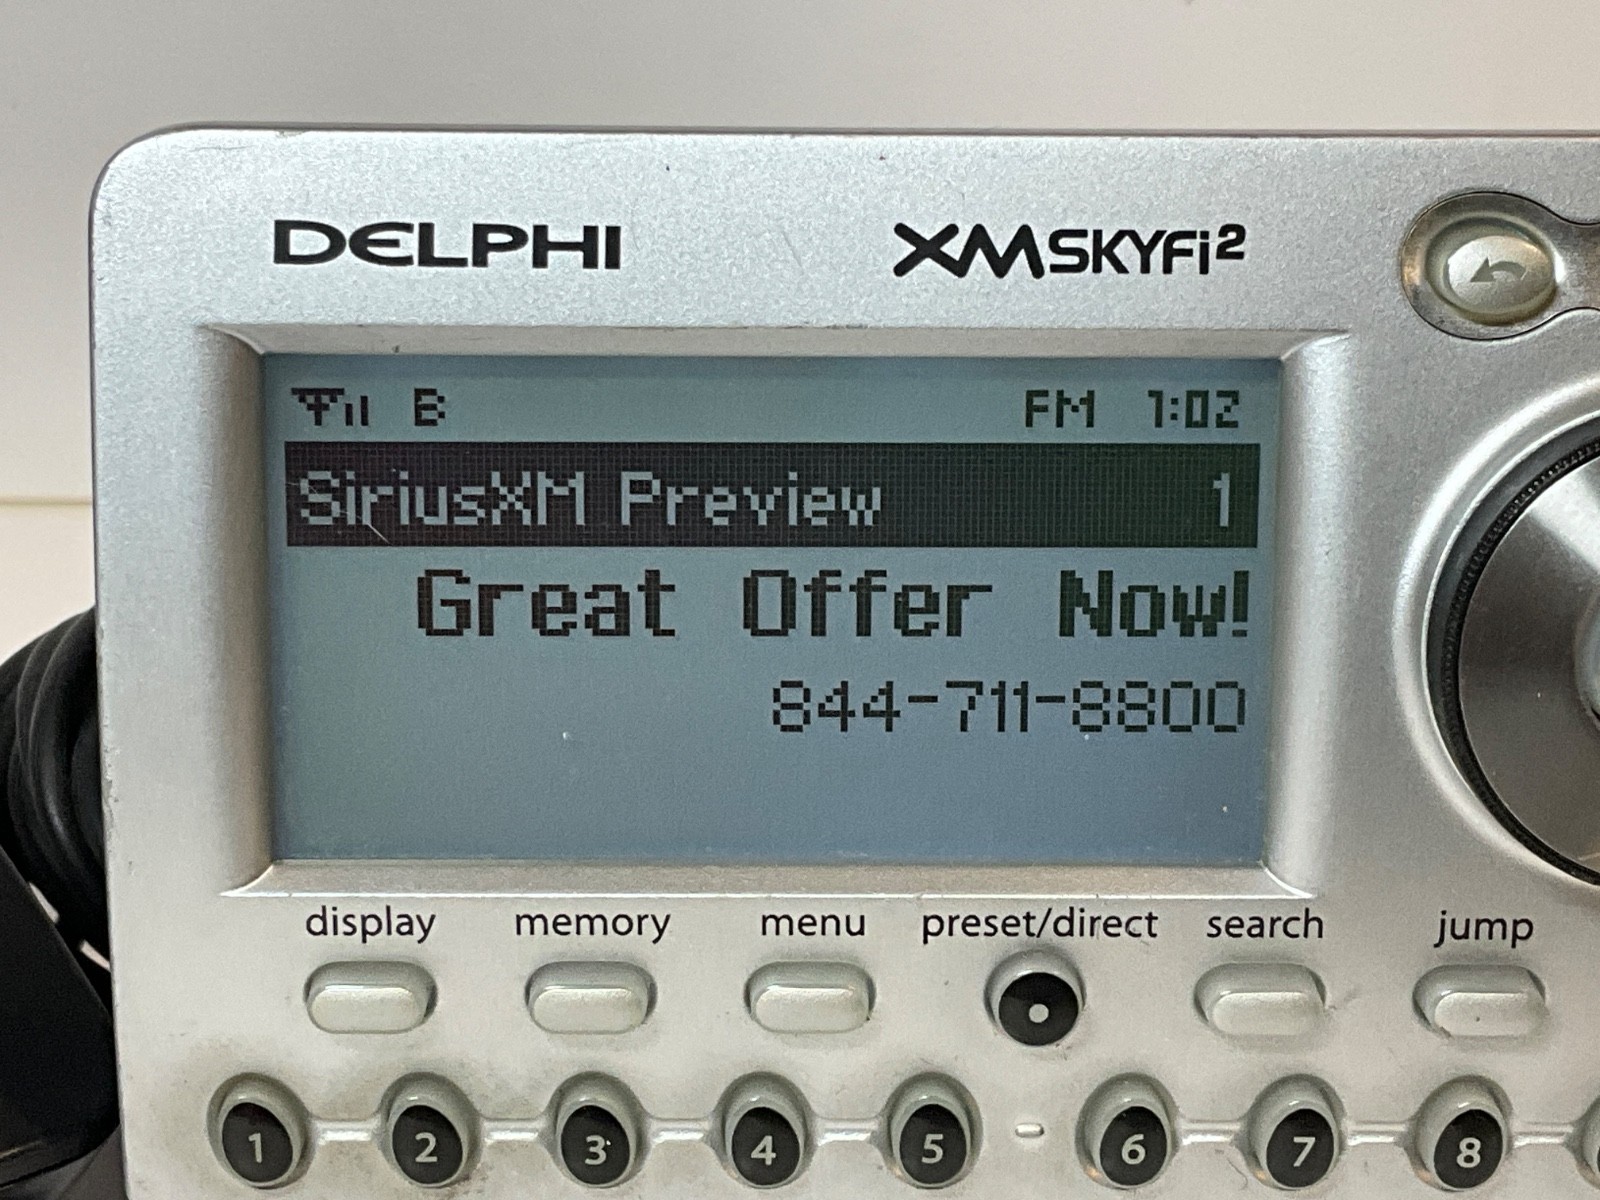 DELPHI XMSKYFi2
B FM 1:02
SiriusXM Preview 1
Great Offer Now!
844-711-8800
display memory menu preset/direct search jump
1 2 3 4 5 6 7 8